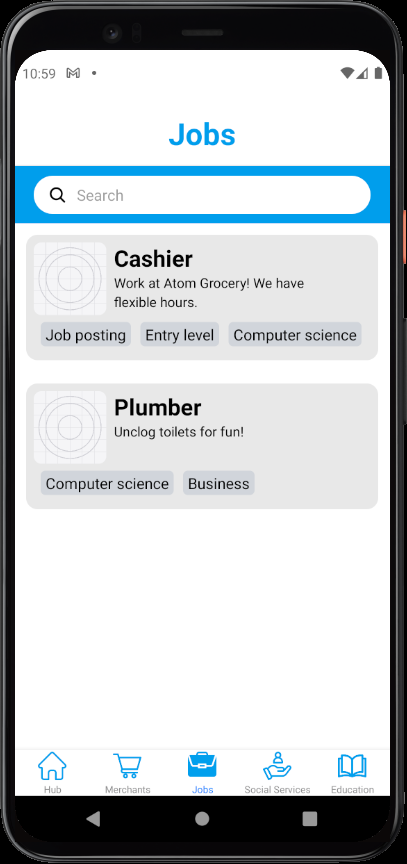 10:59
Jobs
Search
Cashier
Work at Atom Grocery! We have
flexible hours.
Job posting Entry level Computer science
Plumber
Unclog toilets for fun!
Computer science Business
Hub Merchants Jobs Social Services Education